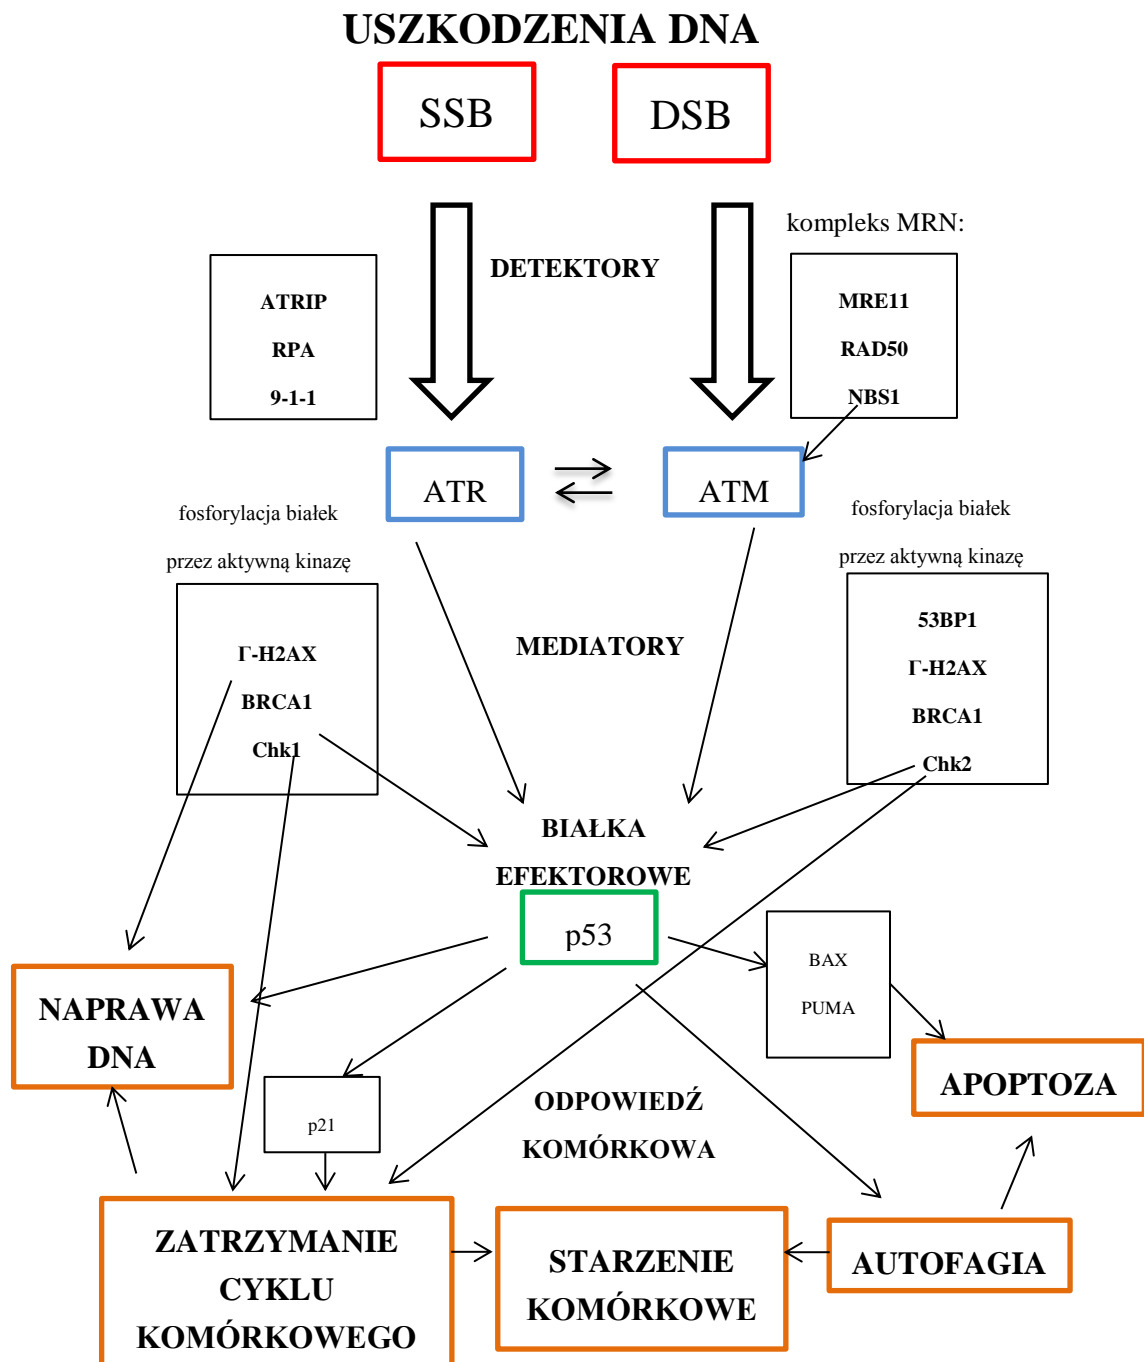 USZKODZENIA DNA
SSB
DSB
kompleks MRN:
DETEKTORY
ATRIP
RPA
9-1-1
MRE11
RAD50
NBS1
ATR
ATM
fosforylacja białek
przez aktywną kinazę
fosforylacja białek
przez aktywną kinazę
Γ-H2AX
BRCA1
Chk1
MEDIATORY
53BP1
Γ-H2AX
BRCA1
Chk2
BIAŁKA
EFEKTOROWE
p53
BAX
PUMA
NAPRAWA
DNA
APOPTOZA
p21
ODPOWIEDŹ
KOMÓRKOWA
ZATRZYMANIE
CYKLU
KOMÓRKOWEGO
STARZENIE
KOMÓRKOWE
AUTOFAGIA